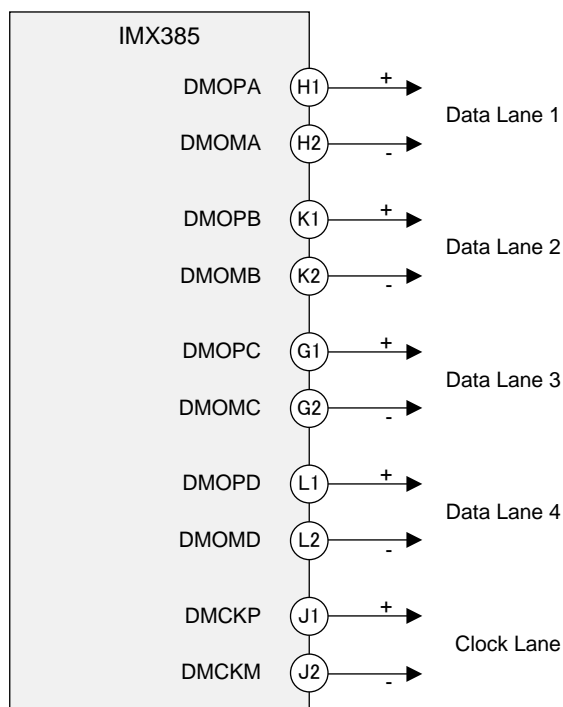 IMX385
DMOPA H1 +
Data Lane 1
DMOMA H2 -
DMOPB K1 +
Data Lane 2
DMOMB K2 -
DMOPC G1 +
Data Lane 3
DMOMC G2 -
DMOPD L1 +
Data Lane 4
DMOMD L2 -
DMCKP J1 +
Clock Lane
DMCKM J2 -